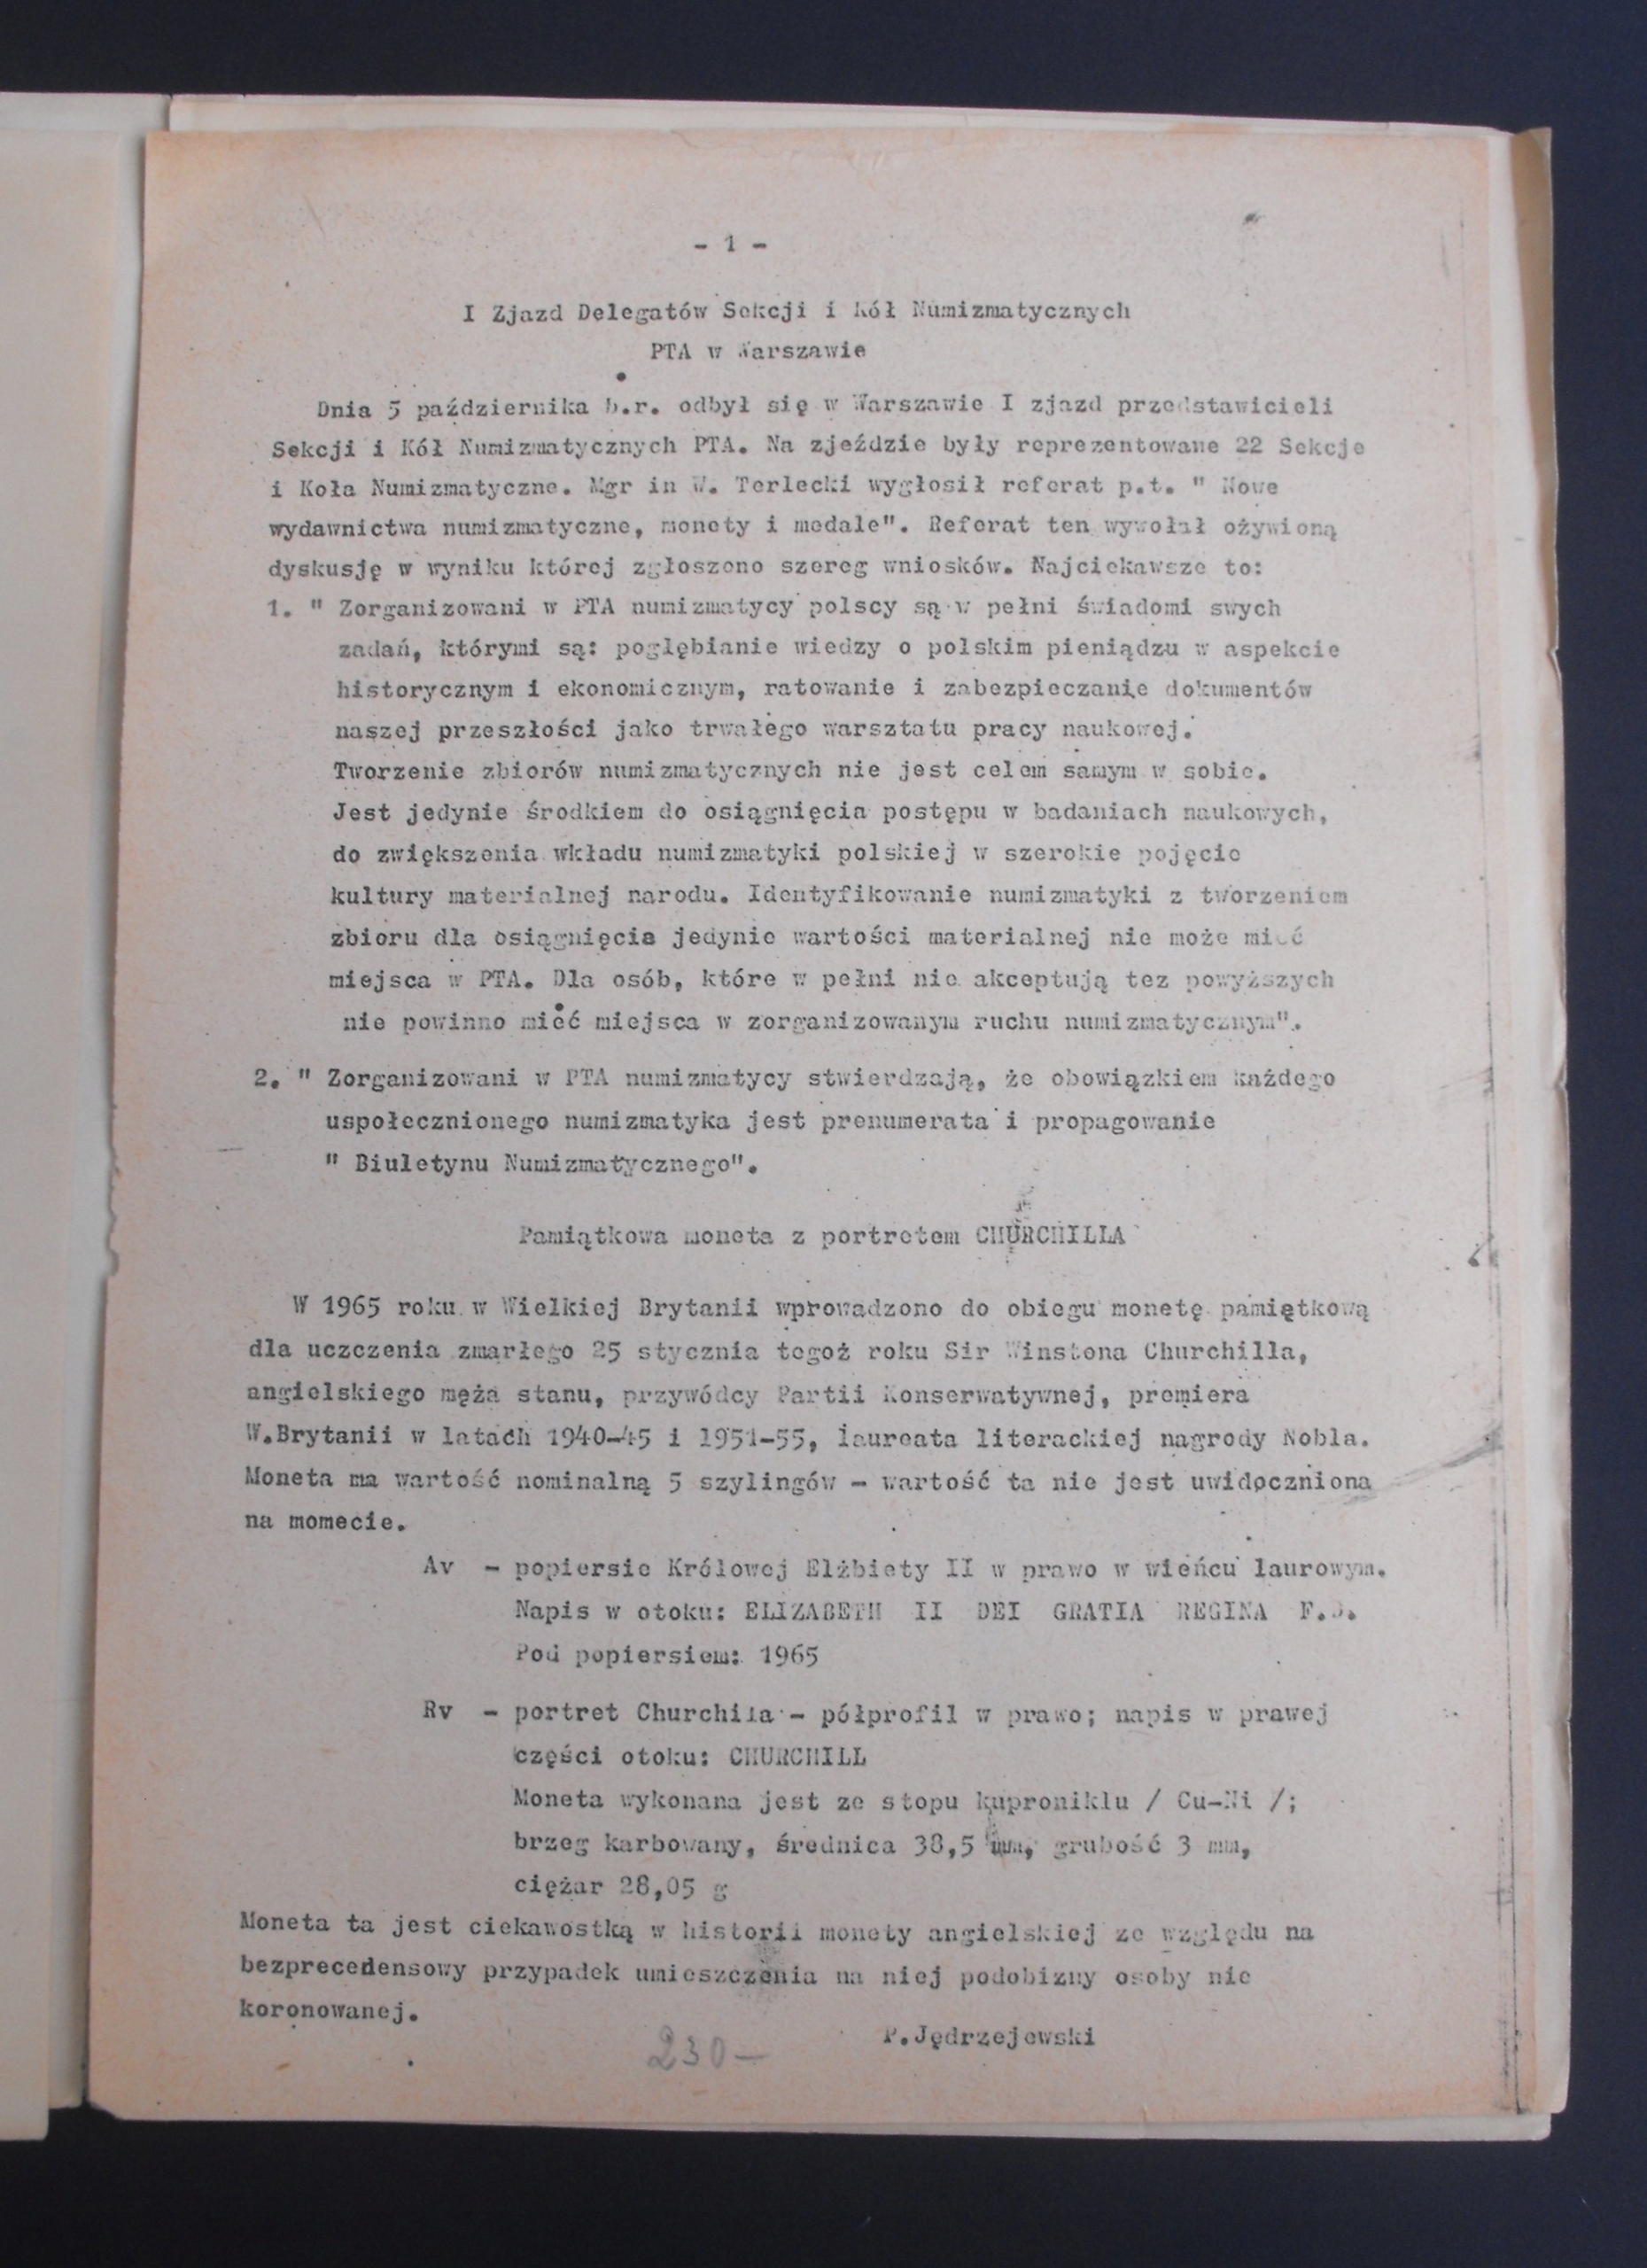 - 1 -
I Zjazd Delegatów Sekcji i Kół Numizmatycznych
PTA w Warszawie
Dnia 5 października b.r. odbył się w Warszawie I zjazd przedstawicieli
Sekcji i Kół Numizmatycznych PTA. Na zjeździe były reprezentowane 22 Sekcje
i Koła Numizmatyczne. Mgr in W. Terlecki wygłosił referat p.t. " Nowe
wydawnictwa numizmatyczne, monety i medale". Referat ten wywołał ożywioną
dyskusję w wyniku której zgłoszono szereg wniosków. Najciekawsze to:
1. " Zorganizowani w PTA numizmatycy polscy są w pełni świadomi swych
zadań, którymi są: pogłębianie wiedzy o polskim pieniądzu w aspekcie
historycznym i ekonomicznym, ratowanie i zabezpieczanie dokumentów
naszej przeszłości jako trwałego warsztatu pracy naukowej.
Tworzenie zbiorów numizmatycznych nie jest celem samym w sobie.
Jest jedynie środkiem do osiągnięcia postępu w badaniach naukowych,
do zwiększenia wkładu numizmatyki polskiej w szerokie pojęcie
kultury materialnej narodu. Identyfikowanie numizmatyki z tworzeniem
zbioru dla osiągnięcia jedynie wartości materialnej nie może mieć
miejsca w PTA. Dla osób, które w pełni nie akceptują tez powyższych
nie powinno mieć miejsca w zorganizowanym ruchu numizmatycznym".
2. " Zorganizowani w PTA numizmatycy stwierdzają, że obowiązkiem każdego
uspołecznionego numizmatyka jest prenumerata i propagowanie
" Biuletynu Numizmatycznego".
Pamiątkowa moneta z portretem CHURCHILLA
W 1965 roku w Wielkiej Brytanii wprowadzono do obiegu monetę pamiętkową
dla uczczenia zmarłego 25 stycznia tegoż roku Sir Winstona Churchilla,
angielskiego męża stanu, przywódcy Partii Konserwatywnej, premiera
W.Brytanii w latach 1940-45 i 1951-55, laureata literackiej nagrody Nobla.
Moneta ma wartość nominalną 5 szylingów - wartość ta nie jest uwidoczniona
na momecie.
Av - popiersie Królowej Elżbiety II w prawo w wieńcu laurowym.
Napis w otoku: ELIZABETH II DEI GRATIA REGINA F.D.
Pod popiersiem: 1965
Rv - portret Churchila - półprofil w prawo; napis w prawej
części otoku: CHURCHILL
Moneta wykonana jest ze stopu kuproniklu / Cu-Ni /;
brzeg karbowany, średnica 38,5 mm, grubość 3 mm,
ciężar 28,05 g
Moneta ta jest ciekawostką w historii monety angielskiej ze względu na
bezprecedensowy przypadek umieszczenia na niej podobizny osoby nie
koronowanej.
P.Jędrzejewski
230-